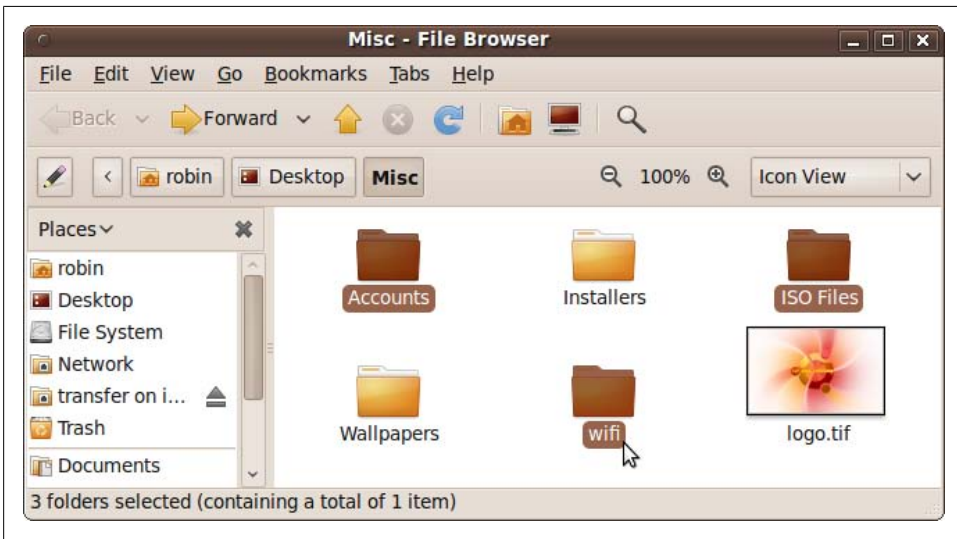 Misc - File Browser
File Edit View Go Bookmarks Tabs Help
Back Forward
robin Desktop Misc 100% Icon View
Places
robin
Desktop
File System
Network
transfer on i...
Trash
Documents
Accounts Installers ISO Files
Wallpapers wifi logo.tif
3 folders selected (containing a total of 1 item)